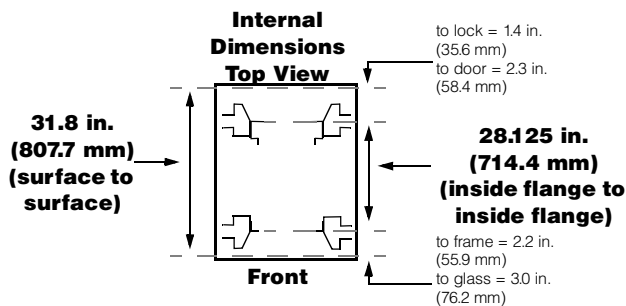 Internal
Dimensions
Top View
to lock = 1.4 in.
(35.6 mm)
to door = 2.3 in.
(58.4 mm)
31.8 in.
(807.7 mm)
(surface to
surface)
28.125 in.
(714.4 mm)
(inside flange to
inside flange)
to frame = 2.2 in.
(55.9 mm)
to glass = 3.0 in.
(76.2 mm)
Front